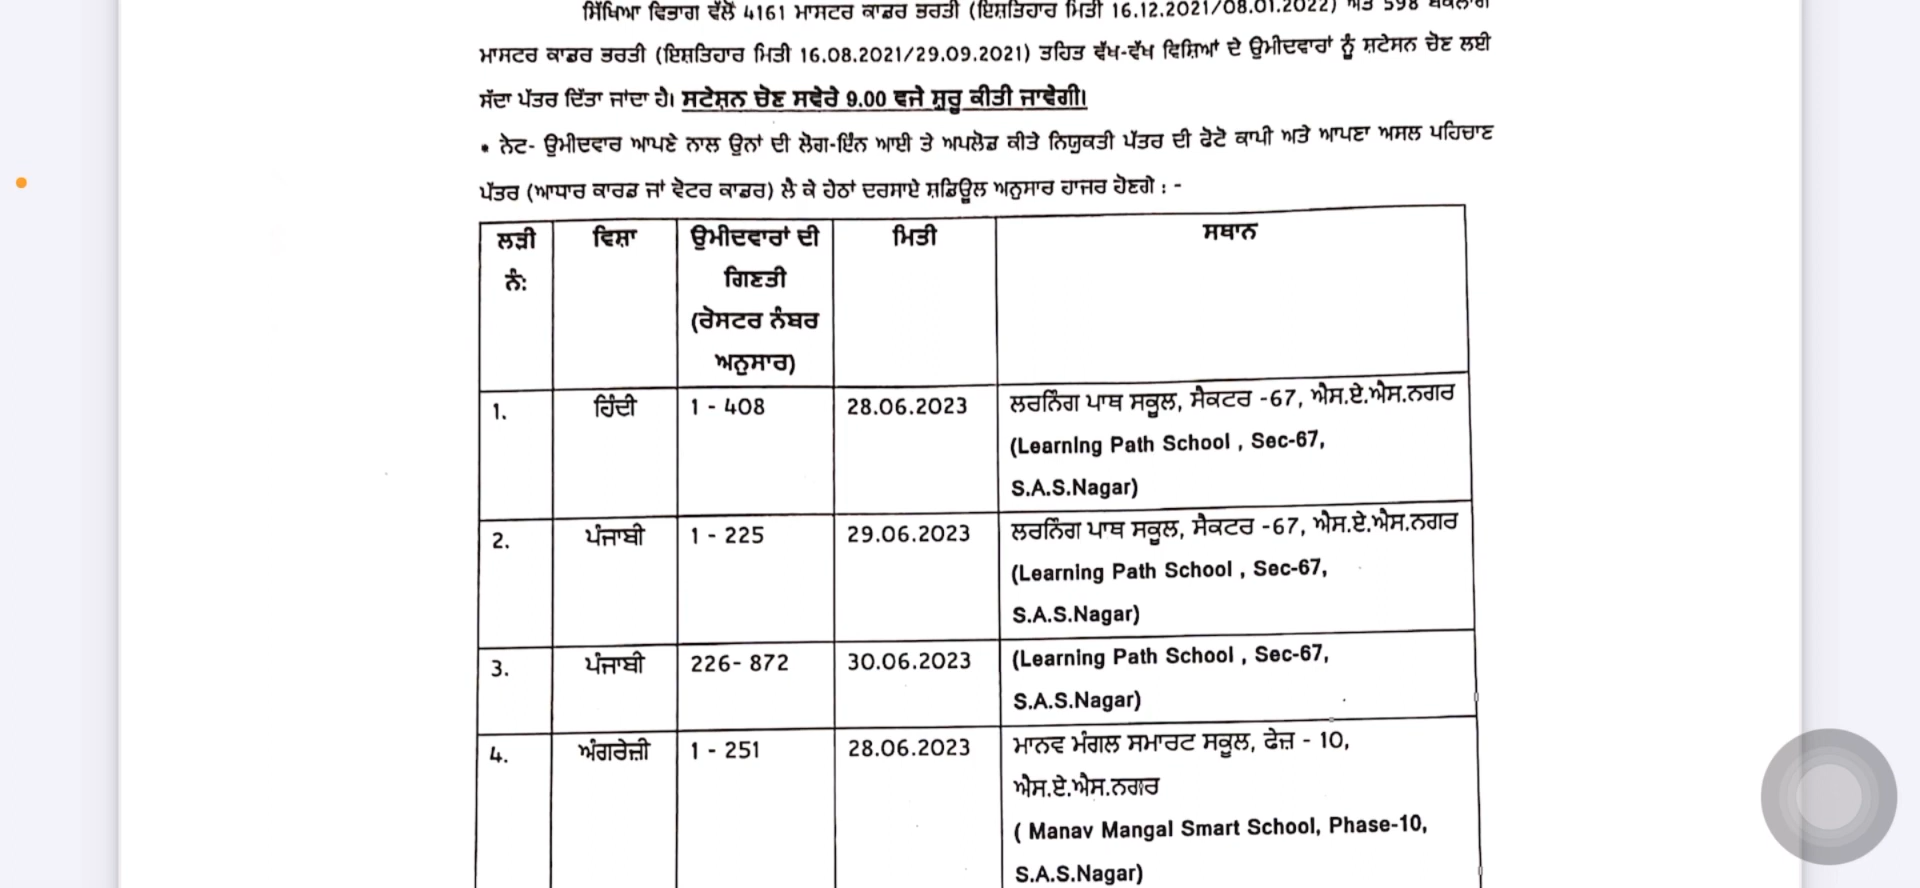 ਸਿੱਖਿਆ ਵਿਭਾਗ ਵੱਲੋਂ 4161 ਮਾਸਟਰ ਕਾਡਰ ਭਰਤੀ (ਇਸ਼ਤਿਹਾਰ ਮਿਤੀ 16.12.2021/08.01.2022) ਅਤੇ 598 ਬੈਕਲਾਗ
ਮਾਸਟਰ ਕਾਡਰ ਭਰਤੀ (ਇਸ਼ਤਿਹਾਰ ਮਿਤੀ 16.08.2021/29.09.2021) ਤਹਿਤ ਵੱਖ-ਵੱਖ ਵਿਸ਼ਿਆਂ ਦੇ ਉਮੀਦਵਾਰਾਂ ਨੂੰ ਸ਼ਟੇਸਨ ਚੋਣ ਲਈ
ਸੱਦਾ ਪੱਤਰ ਦਿੱਤਾ ਜਾਂਦਾ ਹੈ। ਸਟੇਸ਼ਨ ਚੋਣ ਸਵੇਰੇ 9.00 ਵਜੇ ਸ਼ੁਰੂ ਕੀਤੀ ਜਾਵੇਗੀ।
• ਨੋਟ- ਉਮੀਦਵਾਰ ਆਪਣੇ ਨਾਲ ਉਨਾਂ ਦੀ ਲੋਗ-ਇੰਨ ਆਈ ਤੇ ਅਪਲੋਡ ਕੀਤੇ ਨਿਯੁਕਤੀ ਪੱਤਰ ਦੀ ਫੋਟੋ ਕਾਪੀ ਅਤੇ ਆਪਣਾ ਅਸਲ ਪਹਿਚਾਣ
ਪੱਤਰ (ਆਧਾਰ ਕਾਰਡ ਜਾਂ ਵੋਟਰ ਕਾਡਰ) ਲੈ ਕੇ ਹੇਠਾਂ ਦਰਸਾਏ ਸ਼ਡਿਊਲ ਅਨੁਸਾਰ ਹਾਜਰ ਹੋਣਗੇ : -
ਲੜੀ ਨੰ: ਵਿਸ਼ਾ ਉਮੀਦਵਾਰਾਂ ਦੀ ਗਿਣਤੀ (ਰੋਸਟਰ ਨੰਬਰ ਅਨੁਸਾਰ) ਮਿਤੀ ਸਥਾਨ
1. ਹਿੰਦੀ 1 - 408 28.06.2023 ਲਰਨਿੰਗ ਪਾਥ ਸਕੂਲ, ਸੈਕਟਰ -67, ਐਸ.ਏ.ਐਸ.ਨਗਰ
(Learning Path School , Sec-67,
S.A.S.Nagar)
2. ਪੰਜਾਬੀ 1 - 225 29.06.2023 ਲਰਨਿੰਗ ਪਾਥ ਸਕੂਲ, ਸੈਕਟਰ -67, ਐਸ.ਏ.ਐਸ.ਨਗਰ
(Learning Path School , Sec-67,
S.A.S.Nagar)
3. ਪੰਜਾਬੀ 226- 872 30.06.2023 (Learning Path School , Sec-67,
S.A.S.Nagar)
4. ਅੰਗਰੇਜ਼ੀ 1 - 251 28.06.2023 ਮਾਨਵ ਮੰਗਲ ਸਮਾਰਟ ਸਕੂਲ, ਫੇਜ਼ - 10,
ਐਸ.ਏ.ਐਸ.ਨਗਰ
( Manav Mangal Smart School, Phase-10,
S.A.S.Nagar)